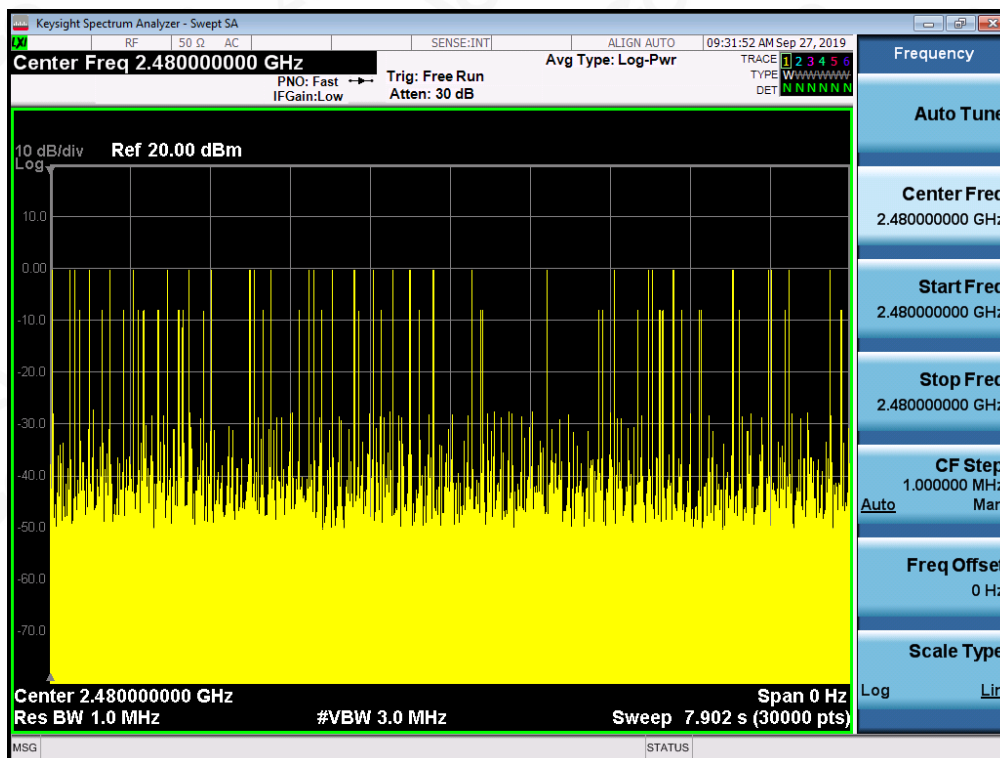 Keysight Spectrum Analyzer - Swept SA
LXI RF 50 Ω AC SENSE:INT ALIGN AUTO 09:31:52 AM Sep 27, 2019
Center Freq 2.480000000 GHz
PNO: Fast
IFGain:Low
Trig: Free Run
Atten: 30 dB
Avg Type: Log-Pwr
TRACE 1 2 3 4 5 6
TYPE W
DET N N N N N N
10 dB/div
Log
Ref 20.00 dBm
10.0
0.00
-10.0
-20.0
-30.0
-40.0
-50.0
-60.0
-70.0
Center 2.480000000 GHz
Res BW 1.0 MHz
#VBW 3.0 MHz
Span 0 Hz
Sweep 7.902 s (30000 pts)
MSG
STATUS
Frequency
Auto Tune
Center Freq
2.480000000 GHz
Start Freq
2.480000000 GHz
Stop Freq
2.480000000 GHz
CF Step
1.000000 MHz
Auto Man
Freq Offset
0 Hz
Scale Type
Log Lin